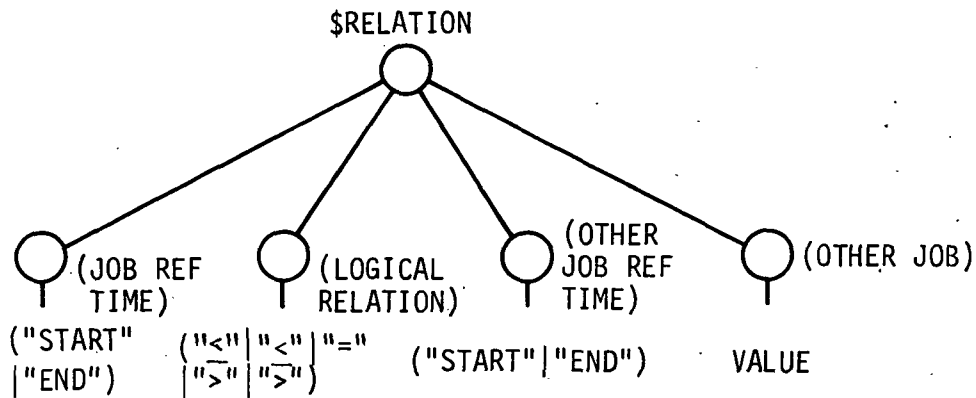 $RELATION
(JOB REF
TIME)
(LOGICAL
RELATION)
(OTHER
JOB REF
TIME)
(OTHER JOB)
("START"
|"END")
("≤"|"<"|"="
|"≥"|">")
("START"|"END")
VALUE